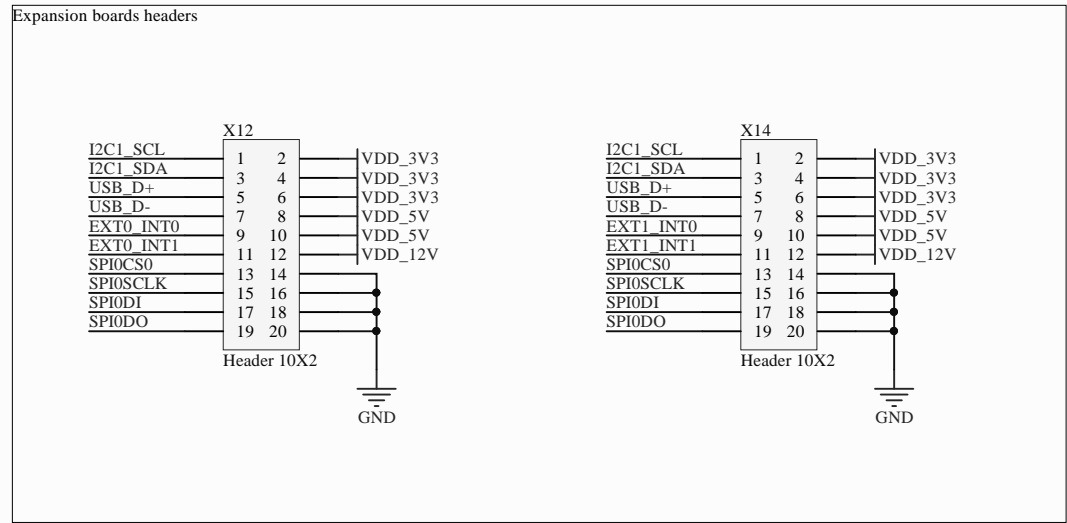 Expansion boards headers
X12
I2C1_SCL 1 2 VDD_3V3
I2C1_SDA 3 4 VDD_3V3
USB_D+ 5 6 VDD_3V3
USB_D- 7 8 VDD_5V
EXT0_INT0 9 10 VDD_5V
EXT0_INT1 11 12 VDD_12V
SPI0CS0 13 14
SPI0SCLK 15 16
SPI0DI 17 18
SPI0DO 19 20
Header 10X2
GND
X14
I2C1_SCL 1 2 VDD_3V3
I2C1_SDA 3 4 VDD_3V3
USB_D+ 5 6 VDD_3V3
USB_D- 7 8 VDD_5V
EXT1_INT0 9 10 VDD_5V
EXT1_INT1 11 12 VDD_12V
SPI0CS0 13 14
SPI0SCLK 15 16
SPI0DI 17 18
SPI0DO 19 20
Header 10X2
GND